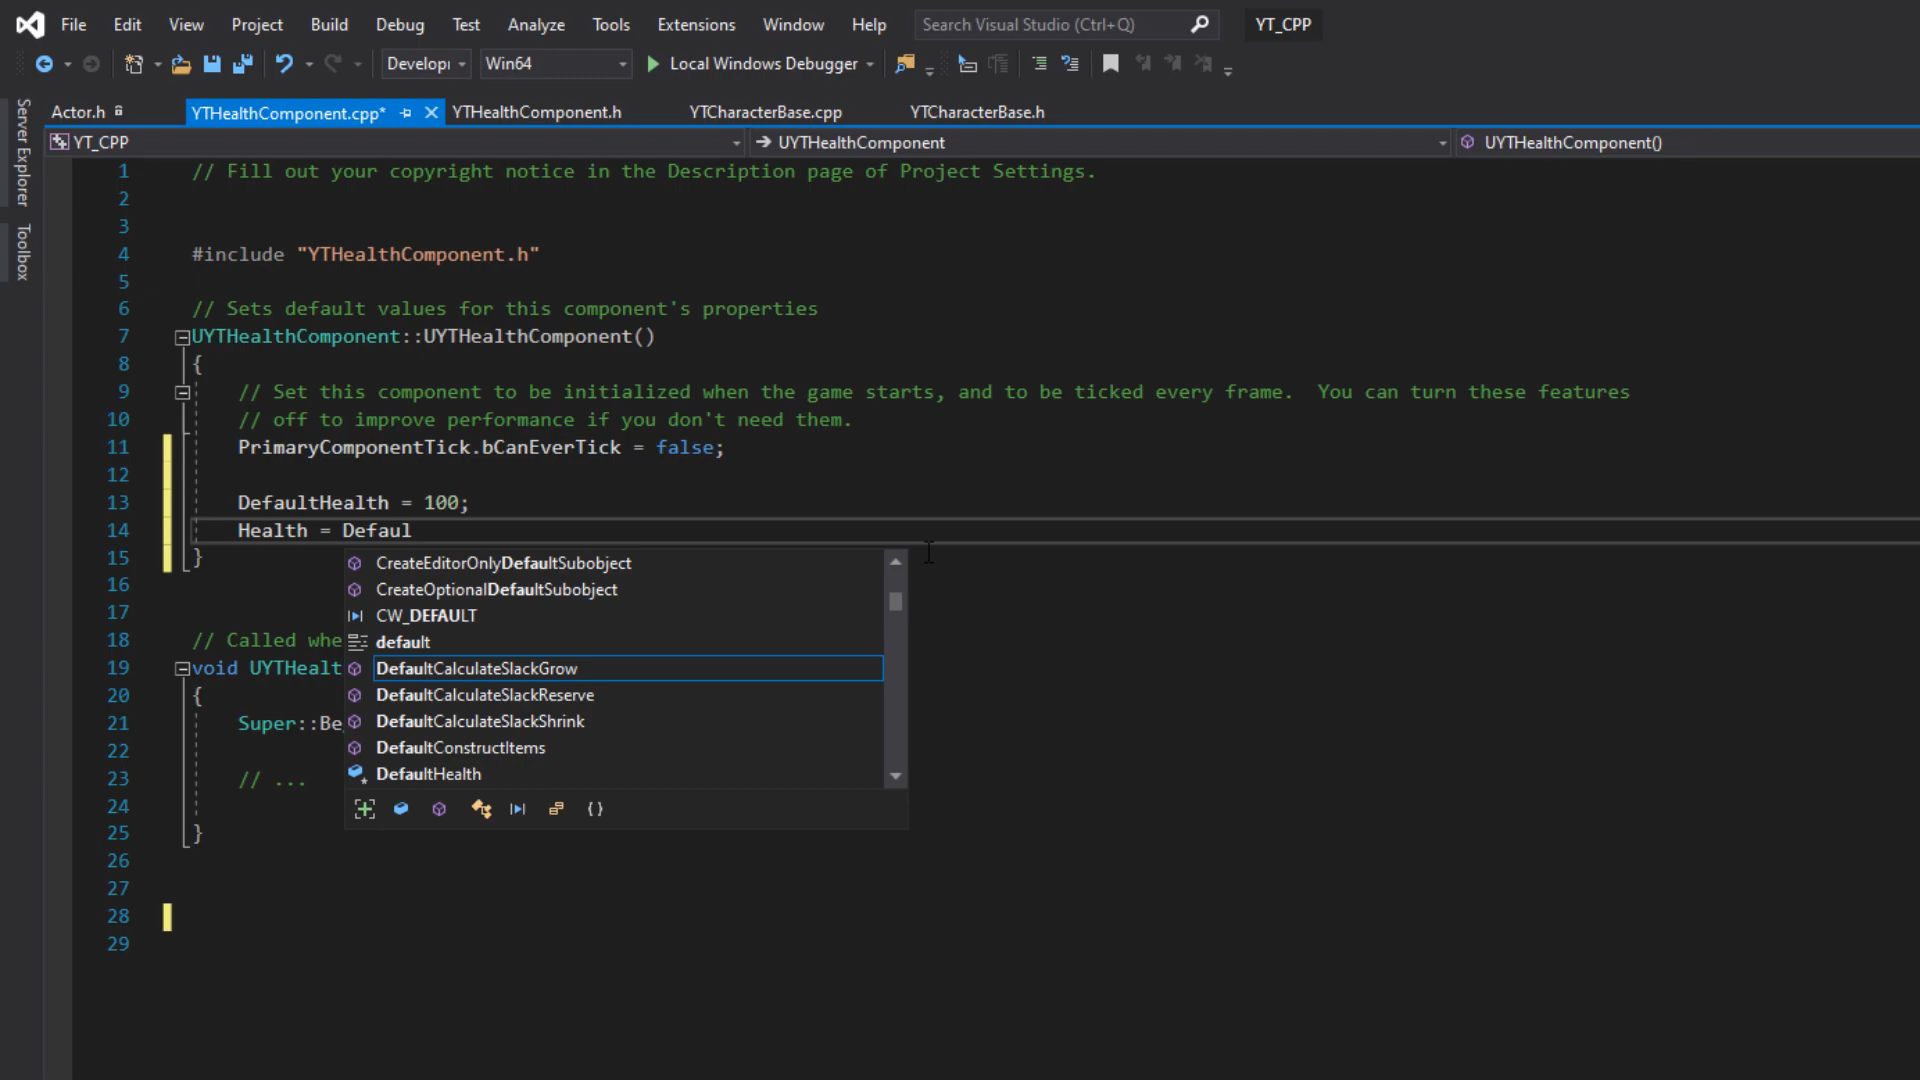 File Edit View Project Build Debug Test Analyze Tools Extensions Window Help Search Visual Studio (Ctrl+Q) YT_CPP
Develop Win64 Local Windows Debugger
Server Explorer
Toolbox
Actor.h YTHealthComponent.cpp* YTHealthComponent.h YTCharacterBase.cpp YTCharacterBase.h
YT_CPP UYTHealthComponent UYTHealthComponent()
1 // Fill out your copyright notice in the Description page of Project Settings.
2
3
4 #include "YTHealthComponent.h"
5
6 // Sets default values for this component's properties
7 UYTHealthComponent::UYTHealthComponent()
8 {
9 // Set this component to be initialized when the game starts, and to be ticked every frame.  You can turn these features
10 // off to improve performance if you don't need them.
11 PrimaryComponentTick.bCanEverTick = false;
12
13 DefaultHealth = 100;
14 Health = Defaul
15 }
16
17
18 // Called whe
19 void UYTHealt
20 {
21 Super::Be
22
23 // ...
24
25 }
26
27
28
29
CreateEditorOnlyDefaultSubobject
CreateOptionalDefaultSubobject
CW_DEFAULT
default
DefaultCalculateSlackGrow
DefaultCalculateSlackReserve
DefaultCalculateSlackShrink
DefaultConstructItems
DefaultHealth